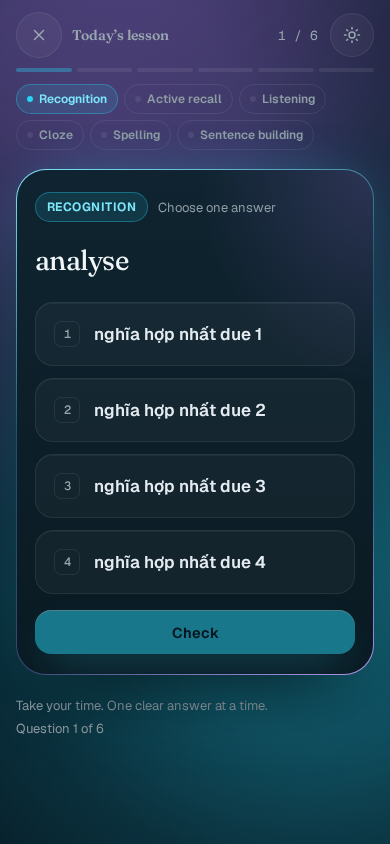 Today's lesson
1 / 6
Recognition
Active recall
Listening
Cloze
Spelling
Sentence building
RECOGNITION
Choose one answer
analyse
1 nghĩa hợp nhất due 1
2 nghĩa hợp nhất due 2
3 nghĩa hợp nhất due 3
4 nghĩa hợp nhất due 4
Check
Take your time. One clear answer at a time.
Question 1 of 6